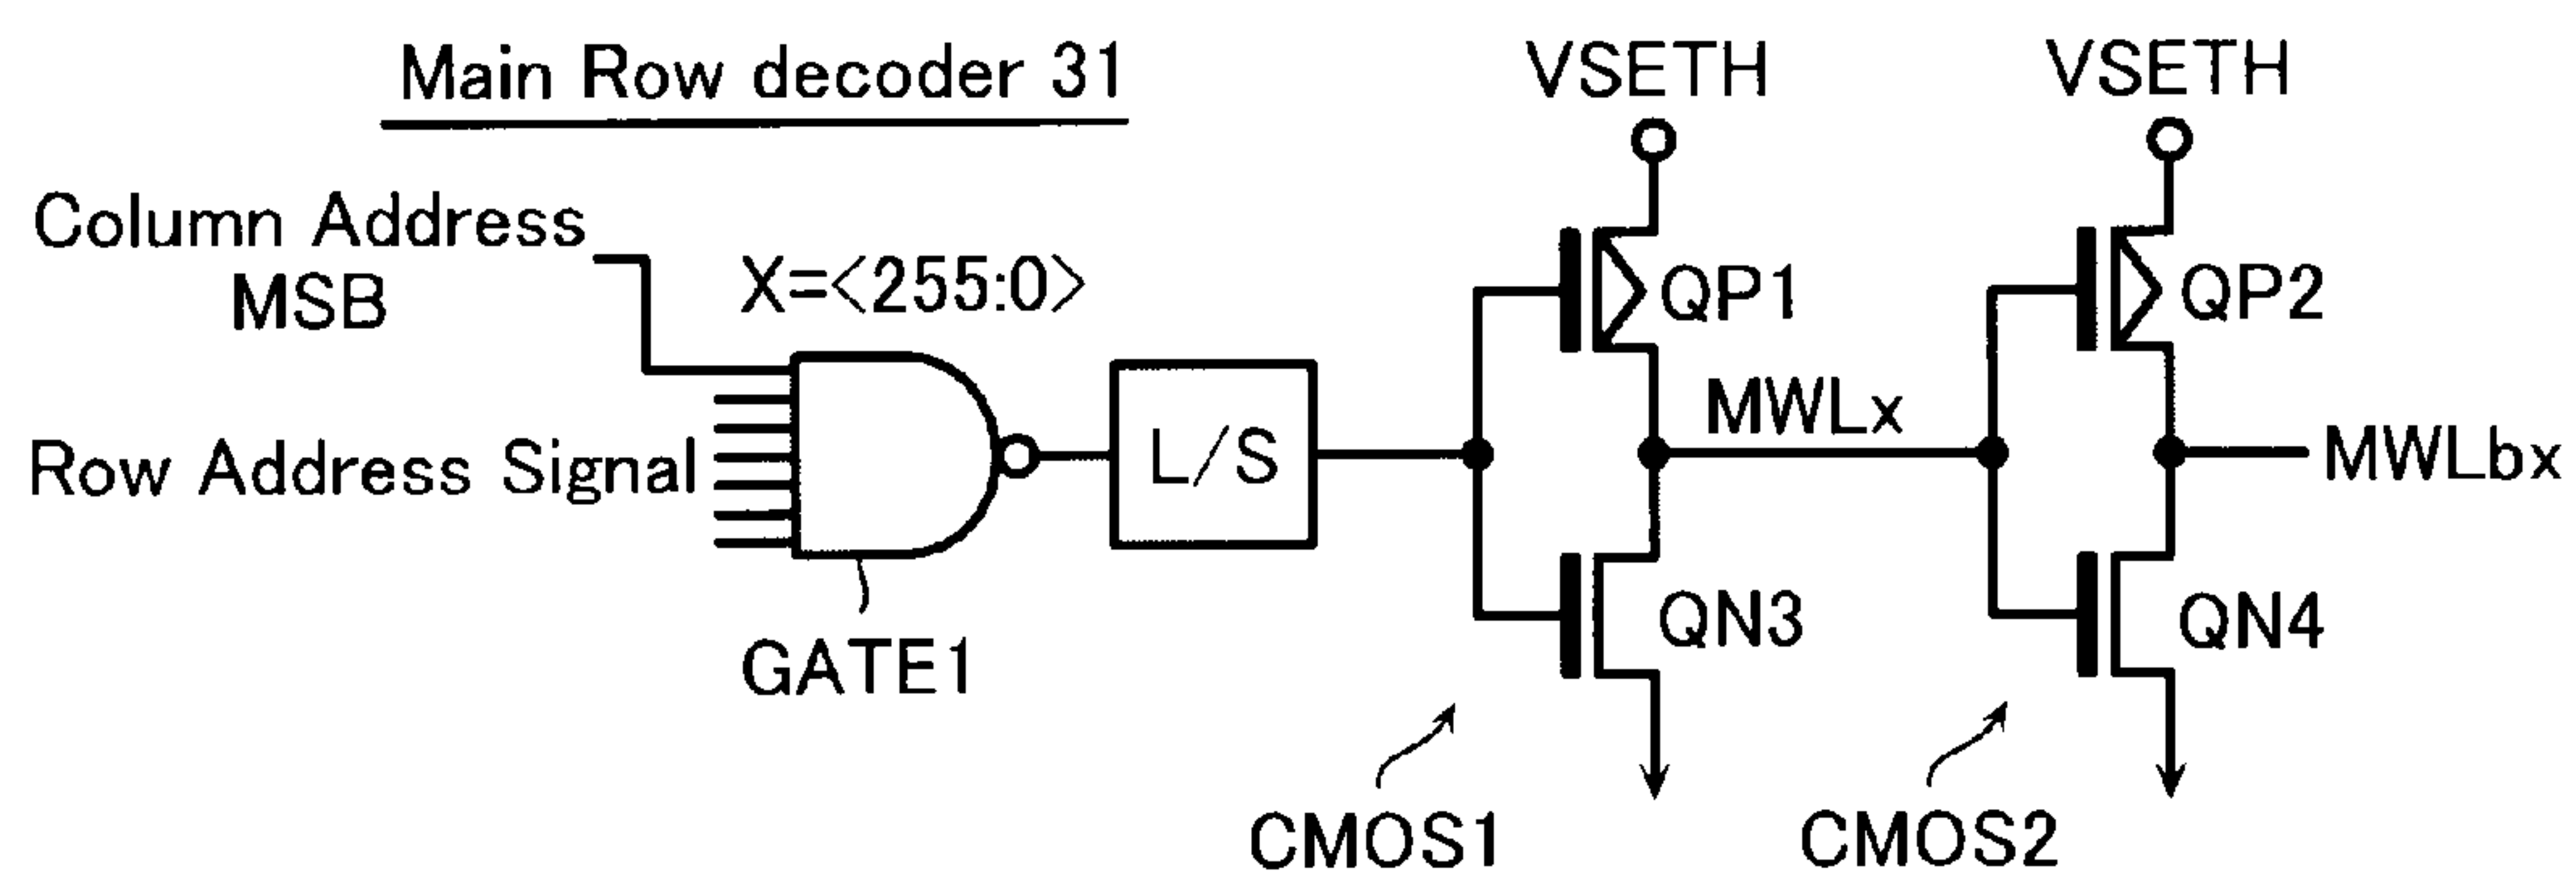 Main Row decoder 31
VSETH
VSETH
Column Address
MSB
X=<255:0>
QP1
QP2
MWLx
Row Address Signal
L/S
MWLbx
QN3
QN4
GATE1
CMOS1
CMOS2